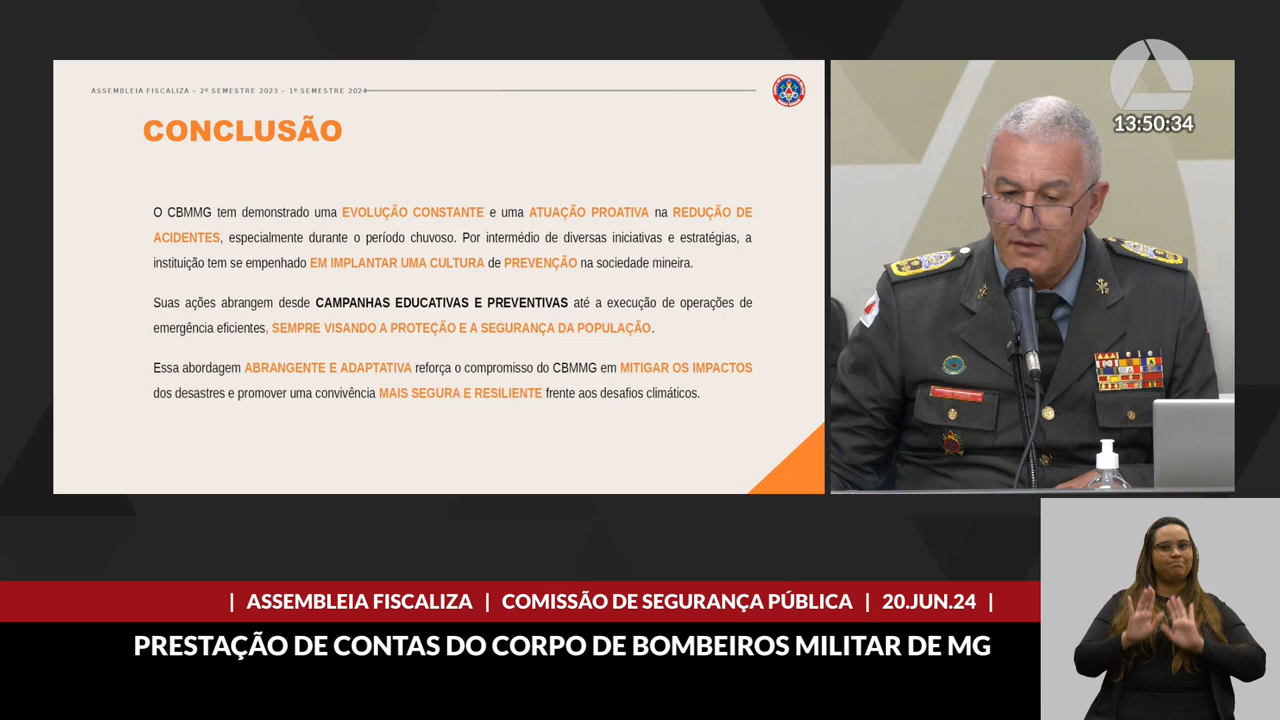 ASSEMBLEIA FISCALIZA - 2º SEMESTRE 2023 - 1º SEMESTRE 2024
CONCLUSÃO
O CBMMG tem demonstrado uma EVOLUÇÃO CONSTANTE e uma ATUAÇÃO PROATIVA na REDUÇÃO DE
ACIDENTES, especialmente durante o período chuvoso. Por intermédio de diversas iniciativas e estratégias, a
instituição tem se empenhado EM IMPLANTAR UMA CULTURA de PREVENÇÃO na sociedade mineira.
Suas ações abrangem desde CAMPANHAS EDUCATIVAS E PREVENTIVAS até a execução de operações de
emergência eficientes, SEMPRE VISANDO A PROTEÇÃO E A SEGURANÇA DA POPULAÇÃO.
Essa abordagem ABRANGENTE E ADAPTATIVA reforça o compromisso do CBMMG em MITIGAR OS IMPACTOS
dos desastres e promover uma convivência MAIS SEGURA E RESILIENTE frente aos desafios climáticos.
13:50:34
| ASSEMBLEIA FISCALIZA | COMISSÃO DE SEGURANÇA PÚBLICA | 20.JUN.24 |
PRESTAÇÃO DE CONTAS DO CORPO DE BOMBEIROS MILITAR DE MG